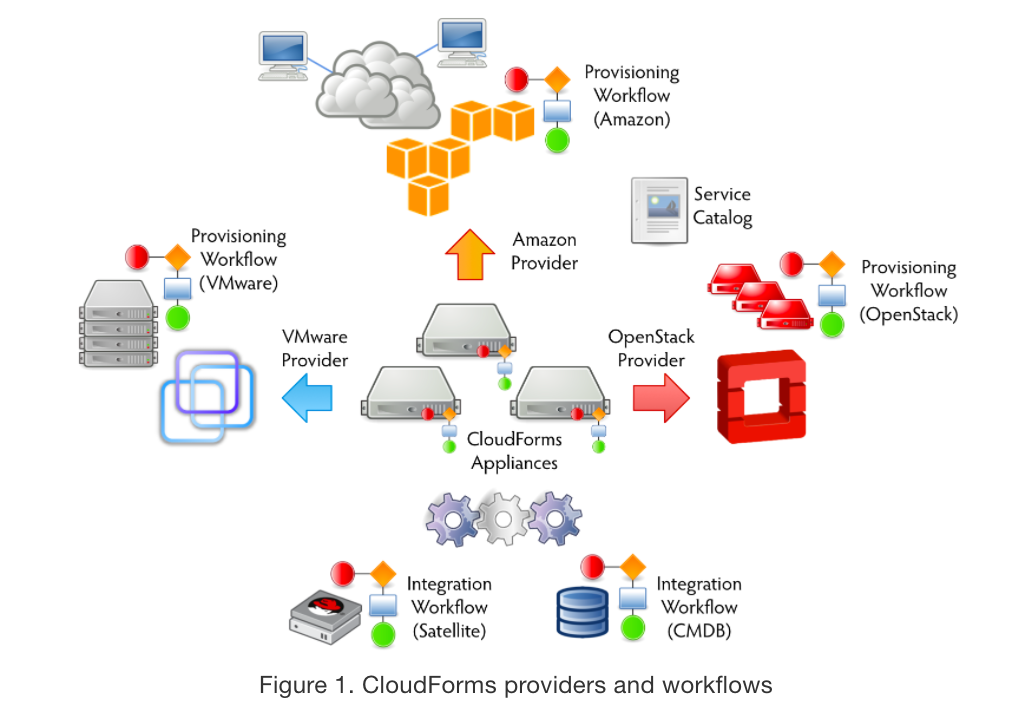 Provisioning
Workflow
(Amazon)
Service
Catalog
Amazon
Provider
Provisioning
Workflow
(VMware)
Provisioning
Workflow
(OpenStack)
VMware
Provider
OpenStack
Provider
CloudForms
Appliances
Integration
Workflow
(Satellite)
Integration
Workflow
(CMDB)
Figure 1. CloudForms providers and workflows